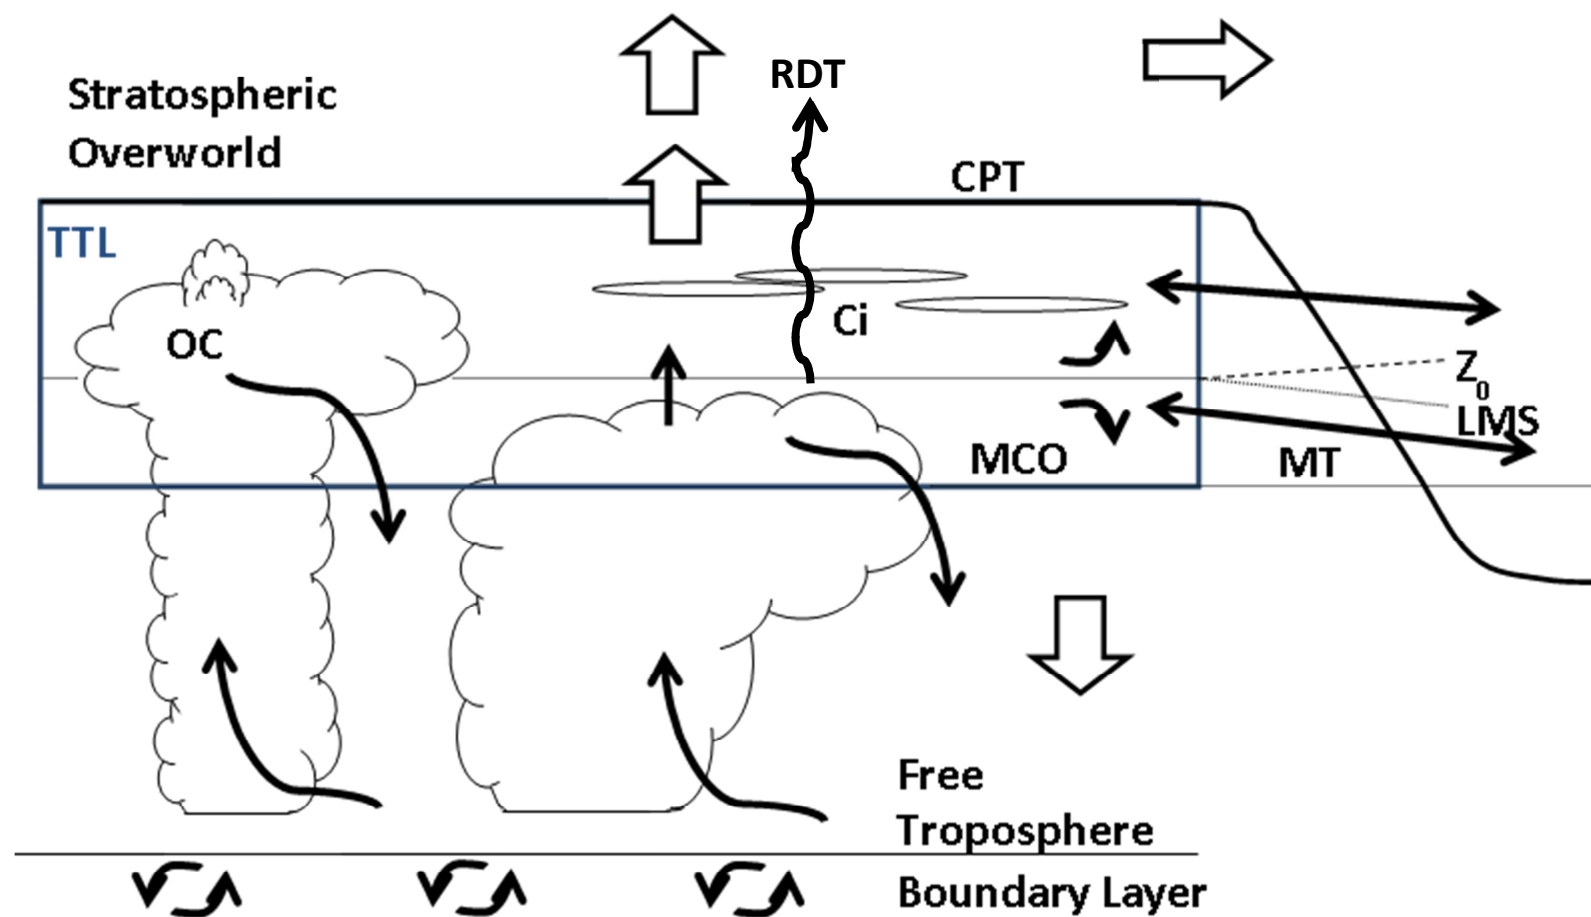 RDT
Stratospheric
Overworld
CPT
TTL
Ci
OC
Z0
LMS
MCO
MT
Free
Troposphere
Boundary Layer